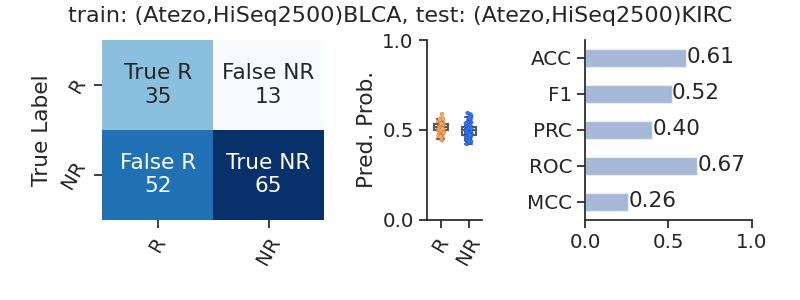 train: (Atezo,HiSeq2500)BLCA, test: (Atezo,HiSeq2500)KIRC
True Label
R
NR
True R
35
False NR
13
False R
52
True NR
65
R
NR
Pred. Prob.
1.0
0.5
0.0
R
NR
ACC
0.61
F1
0.52
PRC
0.40
ROC
0.67
MCC
0.26
0.0
0.5
1.0